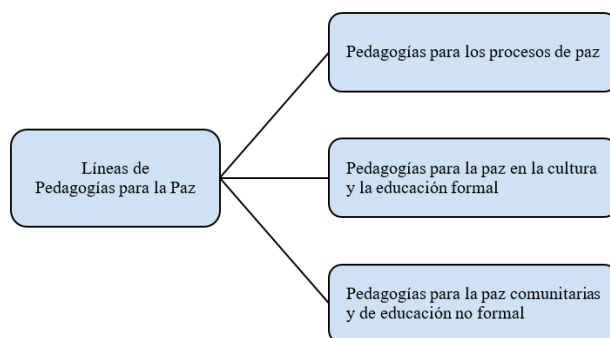 Líneas de
Pedagogías para la Paz
Pedagogías para los procesos de paz
Pedagogías para la paz en la cultura
y la educación formal
Pedagogías para la paz comunitarias
y de educación no formal